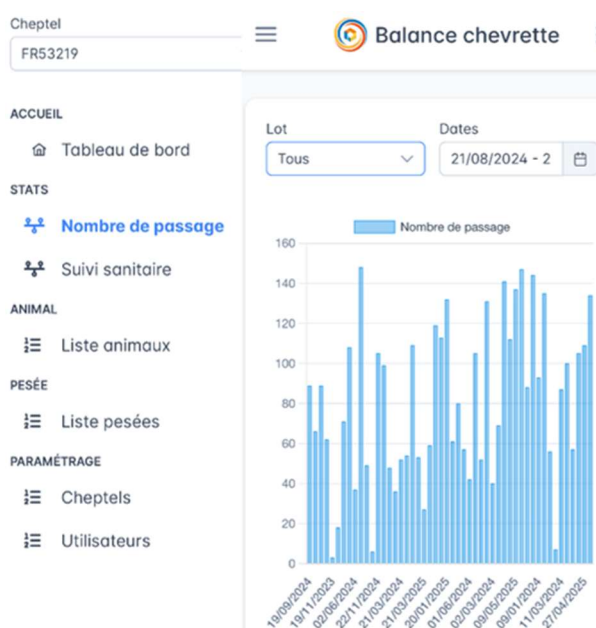 Cheptel
FR53219
ACCUEIL
Tableau de bord
STATS
Nombre de passage
Suivi sanitaire
ANIMAL
Liste animaux
PESÉE
Liste pesées
PARAMÉTRAGE
Cheptels
Utilisateurs
Balance chevrette
Lot
Dates
Tous
21/08/2024 - 2
Nombre de passage
160
140
120
100
80
60
40
20
0
19/09/2024
19/11/2023
02/06/2024
22/11/2024
21/03/2024
21/03/2025
20/01/2025
01/06/2024
02/03/2024
09/05/2025
09/01/2024
11/03/2024
27/04/2025